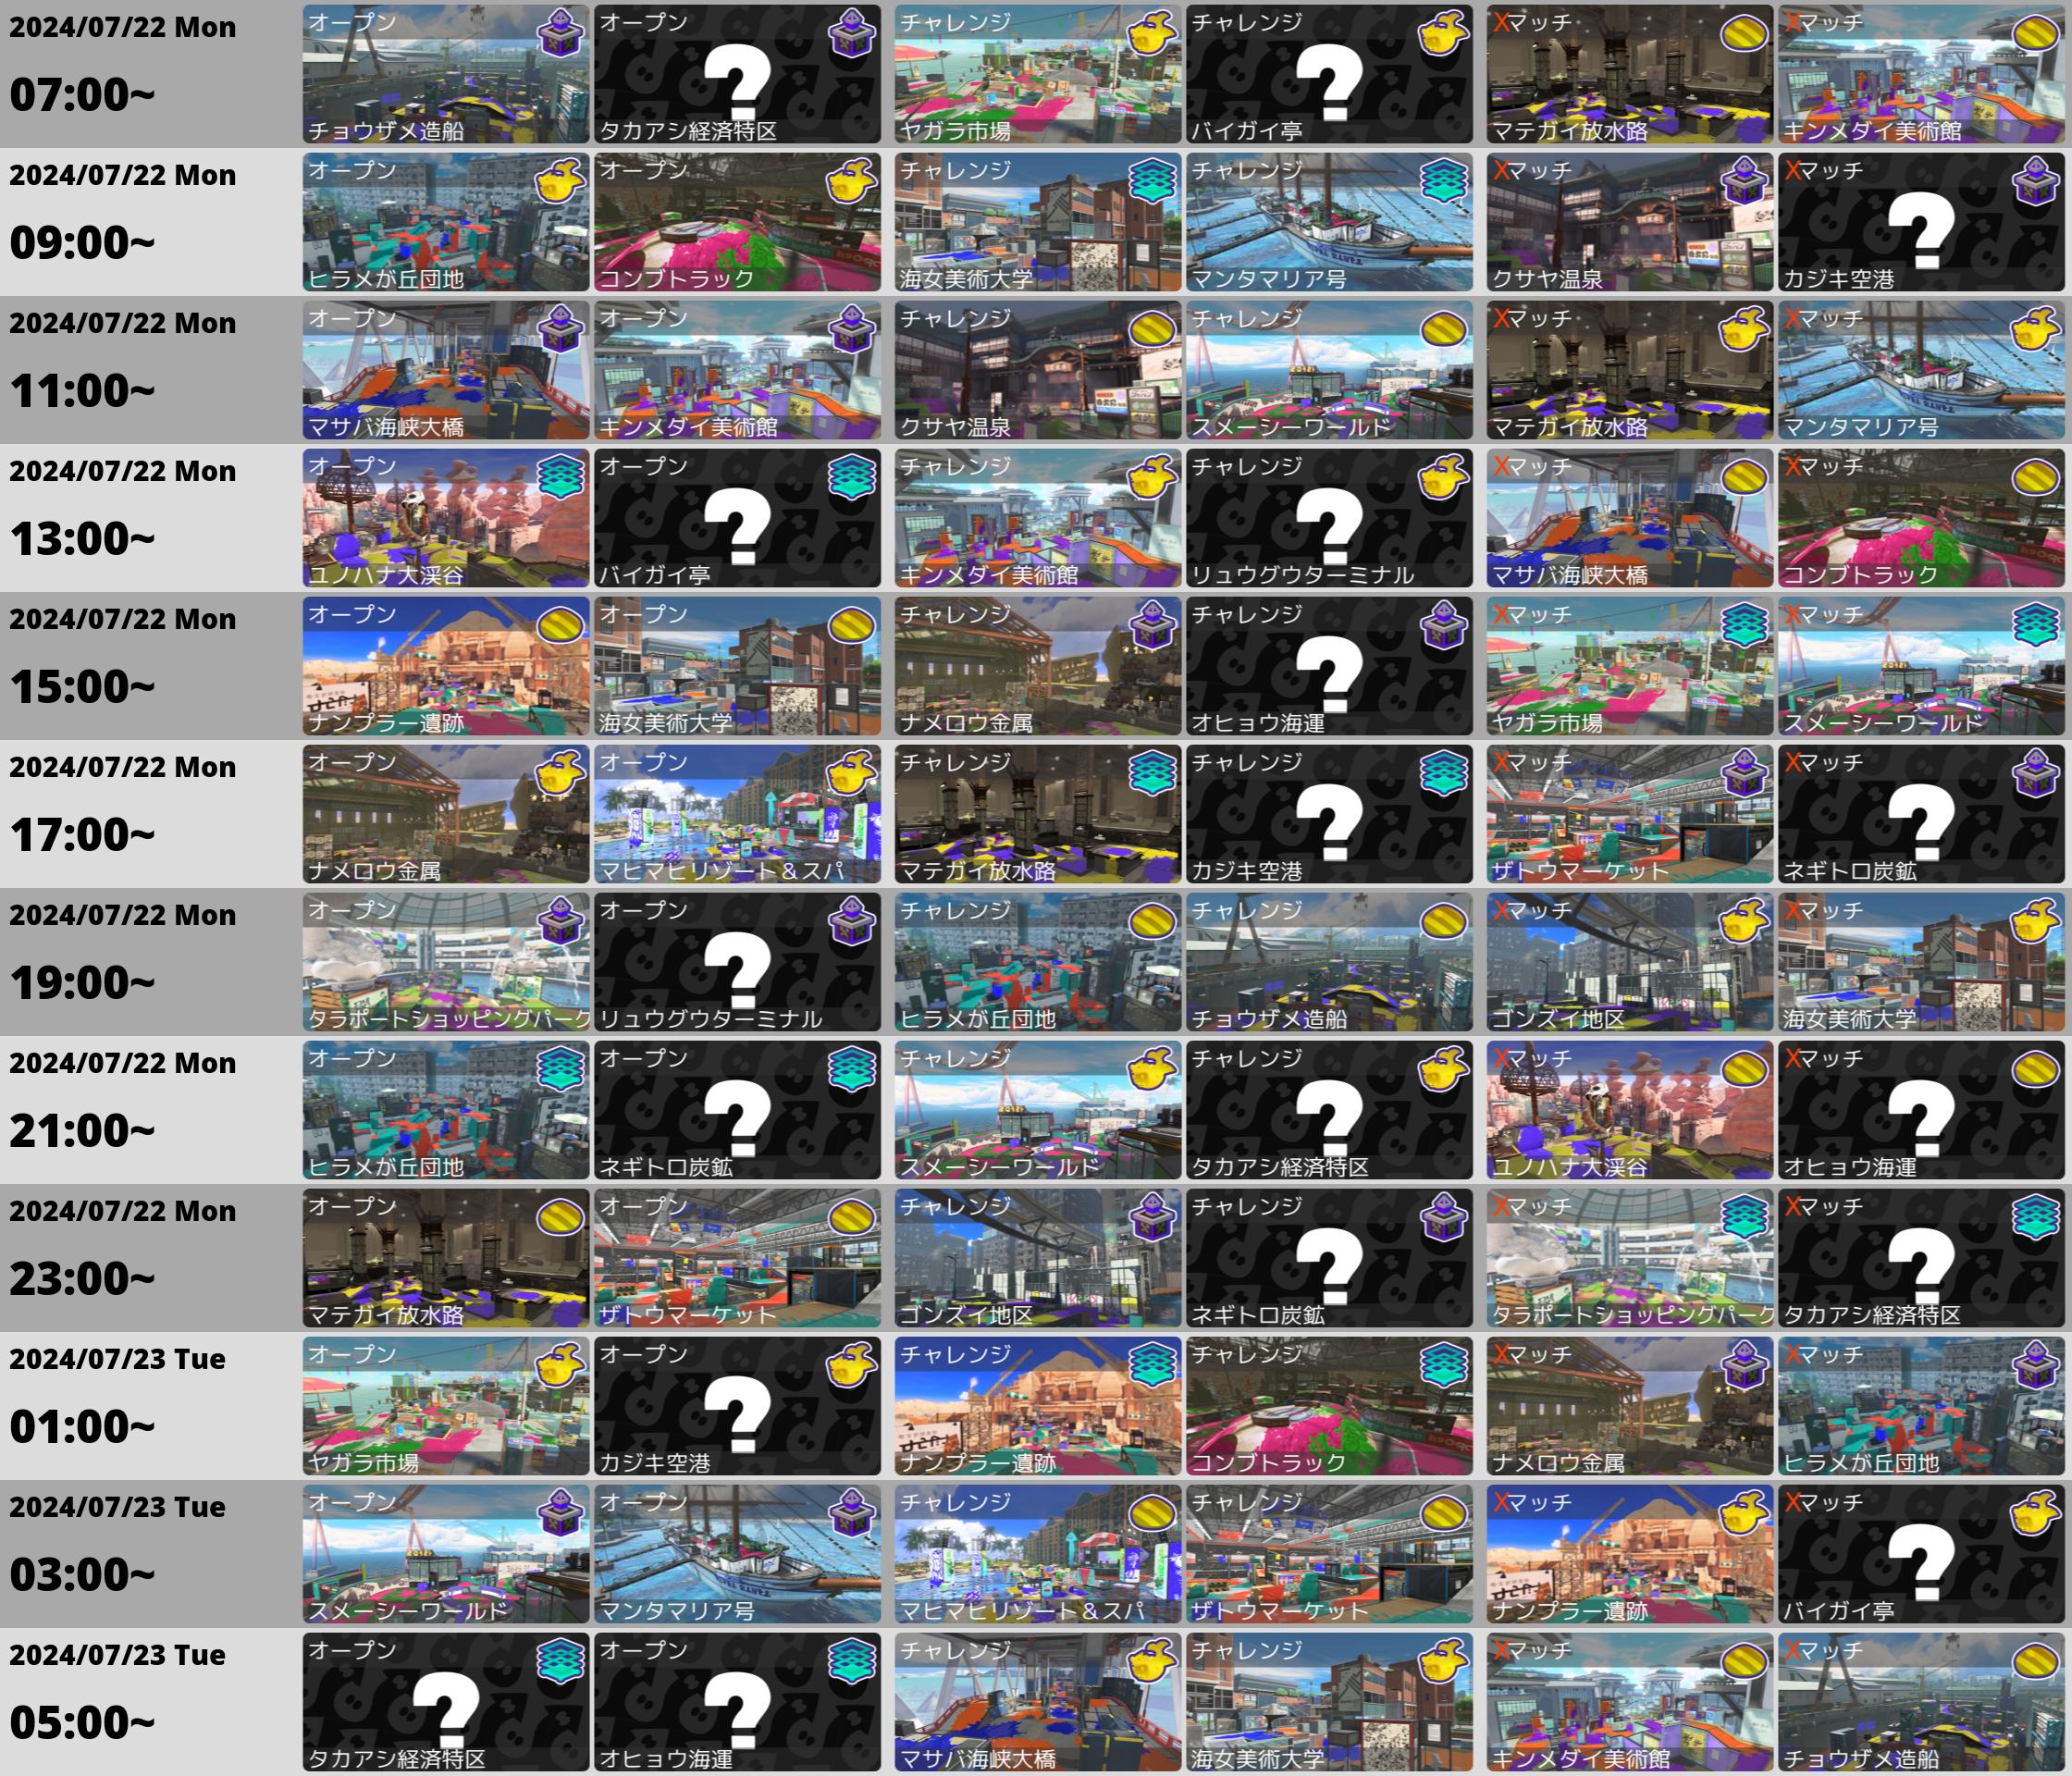 2024/07/22 Mon
07:00~
オープン オープン チャレンジ チャレンジ Xマッチ Xマッチ
チョウザメ造船 タカアシ経済特区 ヤガラ市場 バイガイ亭 マテガイ放水路 キンメダイ美術館
2024/07/22 Mon
09:00~
オープン オープン チャレンジ チャレンジ Xマッチ Xマッチ
ヒラメが丘団地 コンブトラック 海女美術大学 マンタマリア号 クサヤ温泉 カジキ空港
2024/07/22 Mon
11:00~
オープン オープン チャレンジ チャレンジ Xマッチ Xマッチ
マサバ海峡大橋 キンメダイ美術館 クサヤ温泉 スメーシーワールド マテガイ放水路 マンタマリア号
2024/07/22 Mon
13:00~
オープン オープン チャレンジ チャレンジ Xマッチ Xマッチ
ユノハナ大渓谷 バイガイ亭 キンメダイ美術館 リュウグウターミナル マサバ海峡大橋 コンブトラック
2024/07/22 Mon
15:00~
オープン オープン チャレンジ チャレンジ Xマッチ Xマッチ
ナンプラー遺跡 海女美術大学 ナメロウ金属 オヒョウ海運 ヤガラ市場 スメーシーワールド
2024/07/22 Mon
17:00~
オープン オープン チャレンジ チャレンジ Xマッチ Xマッチ
ナメロウ金属 マヒマヒリゾート＆スパ マテガイ放水路 カジキ空港 ザトウマーケット ネギトロ炭鉱
2024/07/22 Mon
19:00~
オープン オープン チャレンジ チャレンジ Xマッチ Xマッチ
タラポートショッピングパーク リュウグウターミナル ヒラメが丘団地 チョウザメ造船 ゴンズイ地区 海女美術大学
2024/07/22 Mon
21:00~
オープン オープン チャレンジ チャレンジ Xマッチ Xマッチ
ヒラメが丘団地 ネギトロ炭鉱 スメーシーワールド タカアシ経済特区 ユノハナ大渓谷 オヒョウ海運
2024/07/22 Mon
23:00~
オープン オープン チャレンジ チャレンジ Xマッチ Xマッチ
マテガイ放水路 ザトウマーケット ゴンズイ地区 ネギトロ炭鉱 タラポートショッピングパーク タカアシ経済特区
2024/07/23 Tue
01:00~
オープン オープン チャレンジ チャレンジ Xマッチ Xマッチ
ヤガラ市場 カジキ空港 ナンプラー遺跡 コンブトラック ナメロウ金属 ヒラメが丘団地
2024/07/23 Tue
03:00~
オープン オープン チャレンジ チャレンジ Xマッチ Xマッチ
スメーシーワールド マンタマリア号 マヒマヒリゾート＆スパ ザトウマーケット ナンプラー遺跡 バイガイ亭
2024/07/23 Tue
05:00~
オープン オープン チャレンジ チャレンジ Xマッチ Xマッチ
タカアシ経済特区 オヒョウ海運 マサバ海峡大橋 海女美術大学 キンメダイ美術館 チョウザメ造船